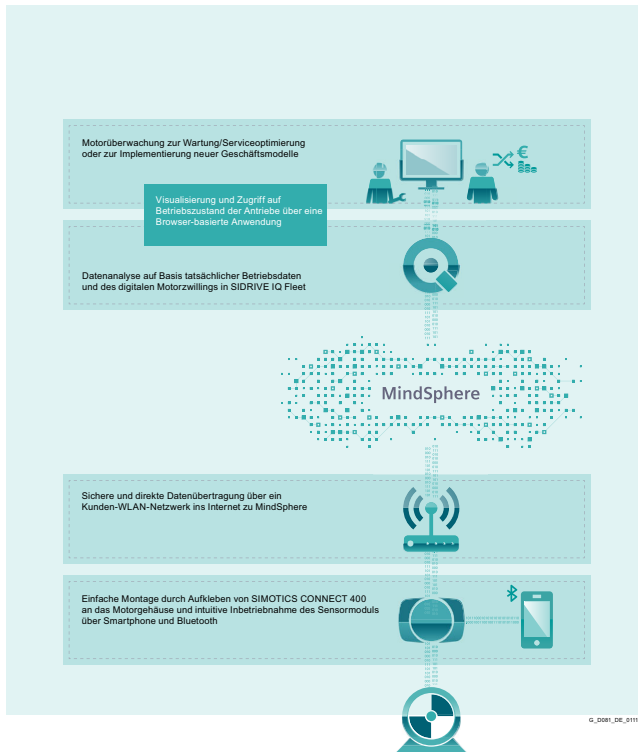 Motorüberwachung zur Wartung/Serviceoptimierung
oder zur Implementierung neuer Geschäftsmodelle
€
Visualisierung und Zugriff auf
Betriebszustand der Antriebe über eine
Browser-basierte Anwendung
Datenanalyse auf Basis tatsächlicher Betriebsdaten
und des digitalen Motorzwillings in SIDRIVE IQ Fleet
MindSphere
Sichere und direkte Datenübertragung über ein
Kunden-WLAN-Netzwerk ins Internet zu MindSphere
Einfache Montage durch Aufkleben von SIMOTICS CONNECT 400
an das Motorgehäuse und intuitive Inbetriebnahme des Sensormoduls
über Smartphone und Bluetooth
G_D081_DE_0111